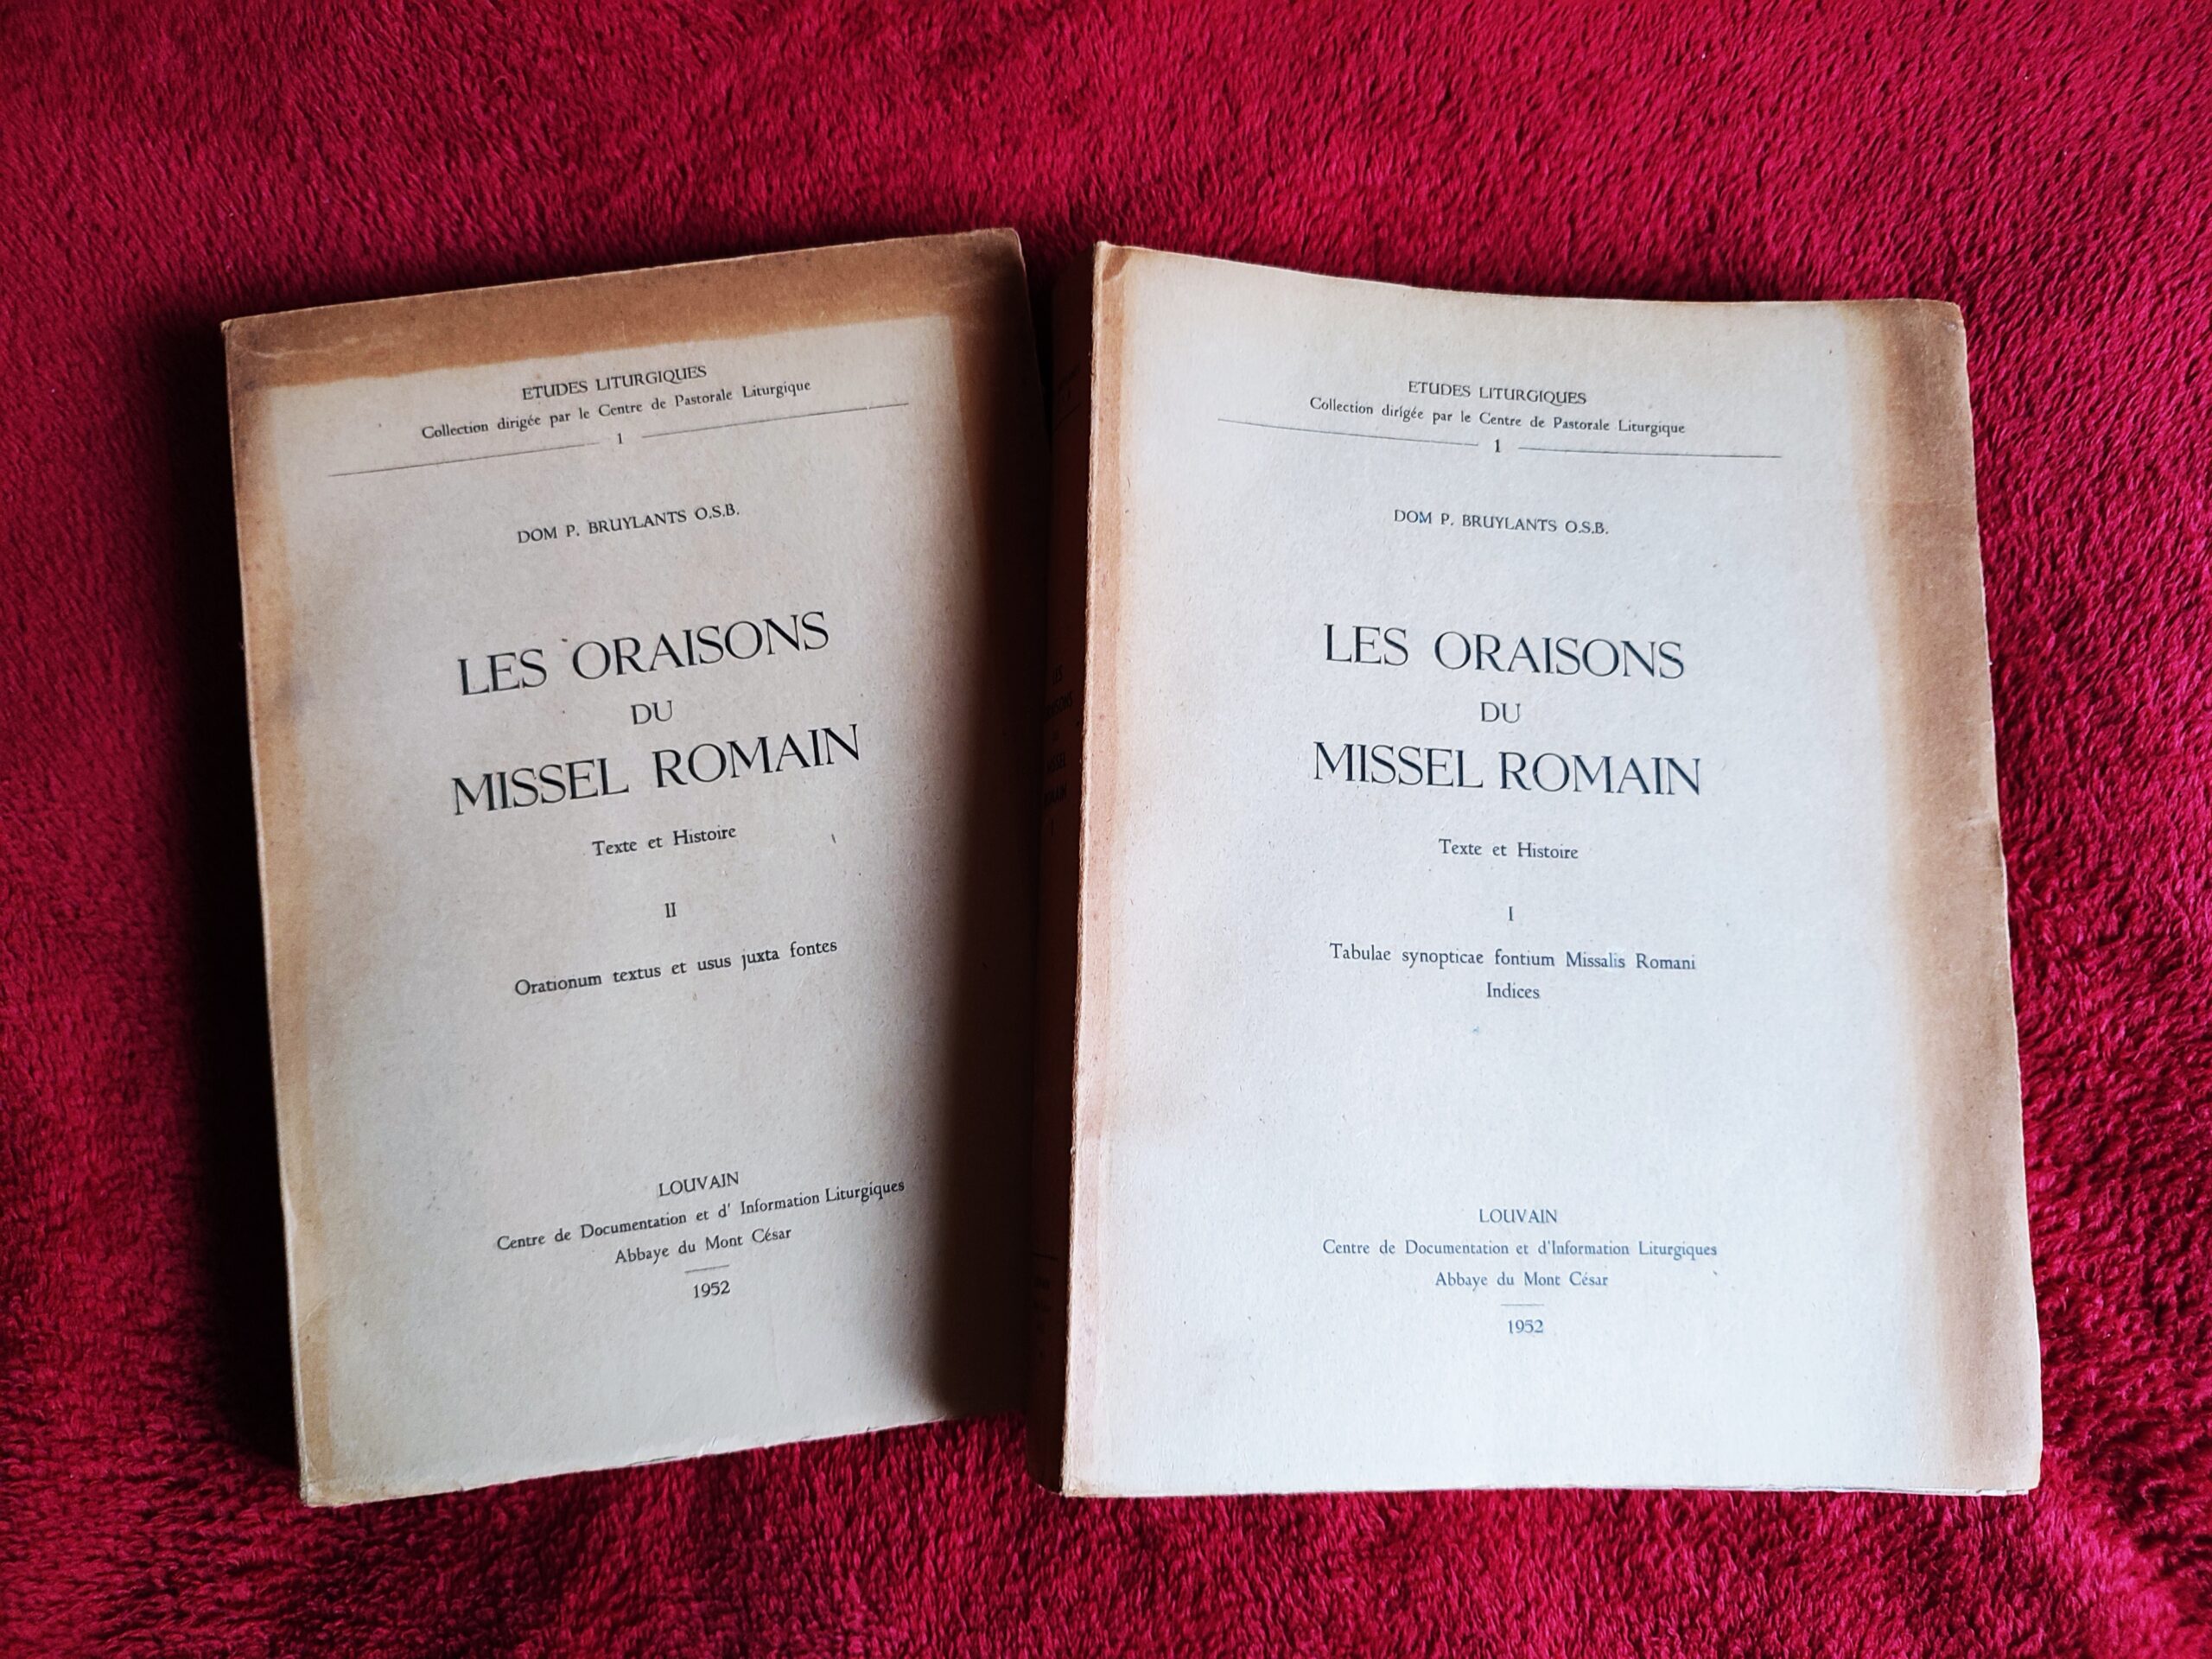 ETUDES LITURGIQUES
Collection dirigée par le Centre de Pastorale Liturgique
1
DOM P. BRUYLANTS O.S.B.
LES ORAISONS
DU
MISSEL ROMAIN
Texte et Histoire
II
Orationum textus et usus juxta fontes
LOUVAIN
Centre de Documentation et d' Information Liturgiques
Abbaye du Mont César
1952
ETUDES LITURGIQUES
Collection dirigée par le Centre de Pastorale Liturgique
1
DOM P. BRUYLANTS O.S.B.
LES ORAISONS
DU
MISSEL ROMAIN
Texte et Histoire
I
Tabulae synopticae fontium Missalis Romani
Indices
LOUVAIN
Centre de Documentation et d'Information Liturgiques
Abbaye du Mont César
1952